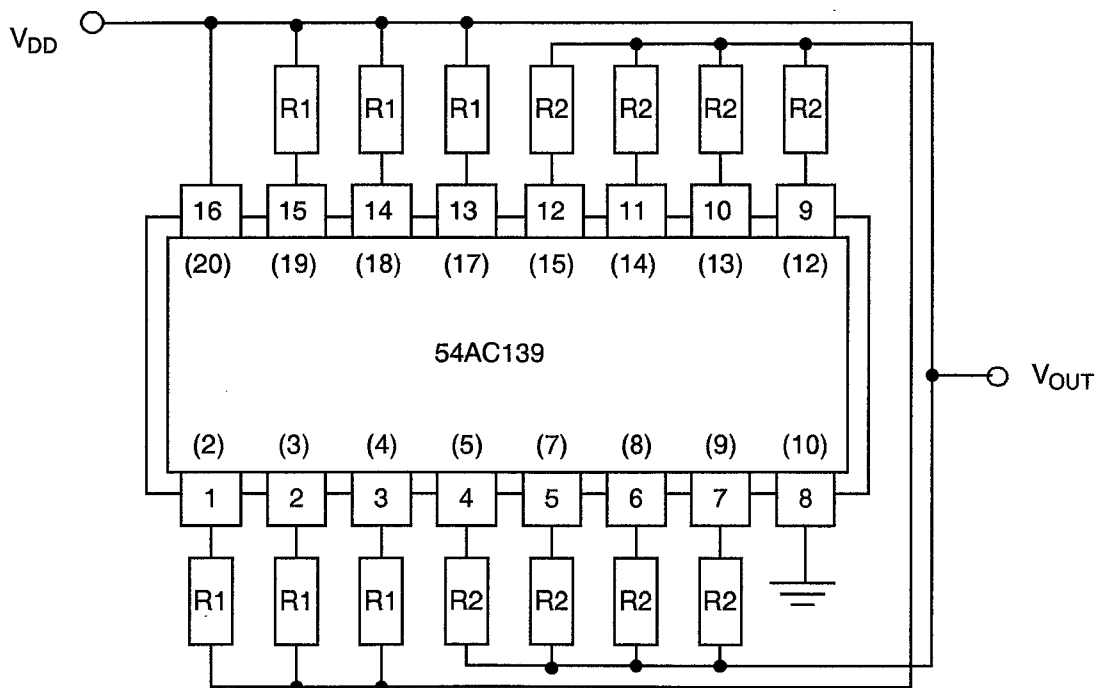 V_DD
R1 R1 R1 R2 R2 R2 R2
16 15 14 13 12 11 10 9
(20) (19) (18) (17) (15) (14) (13) (12)
54AC139
V_OUT
(2) (3) (4) (5) (7) (8) (9) (10)
1 2 3 4 5 6 7 8
R1 R1 R1 R2 R2 R2 R2